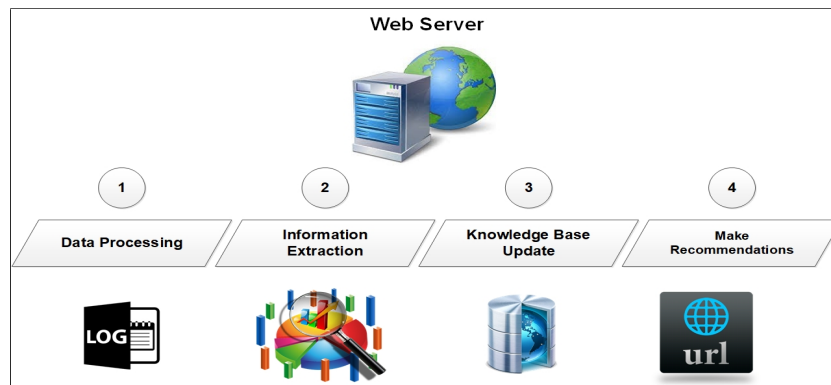 Web Server
1
2
3
4
Data Processing
Information
Extraction
Knowledge Base
Update
Make
Recommendations
LOG
url